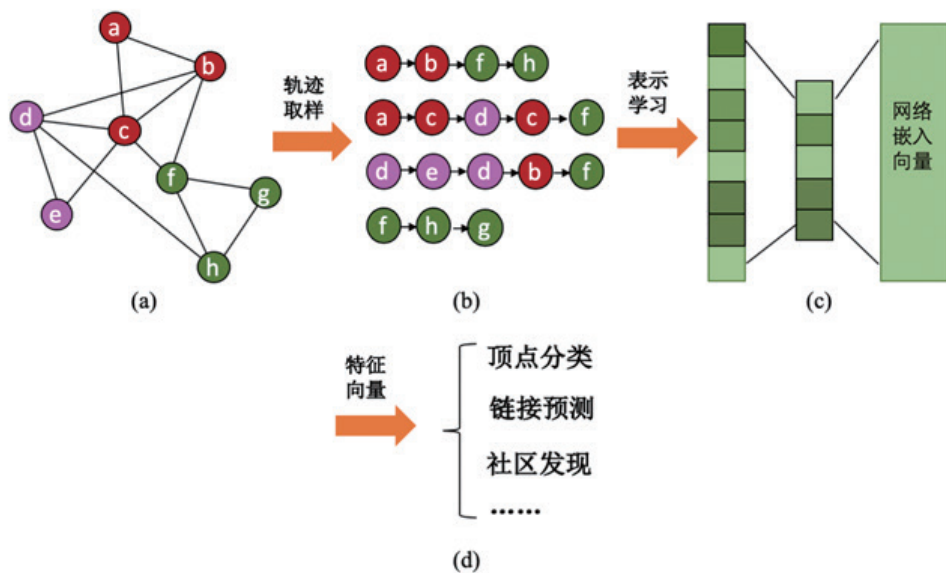 a
b
d
c
f
g
e
h
(a)
轨迹
取样
a b f h
a c d c f
d e d b f
f h g
(b)
表示
学习
网络
嵌入
向量
(c)
特征
向量
顶点分类
链接预测
社区发现
……
(d)